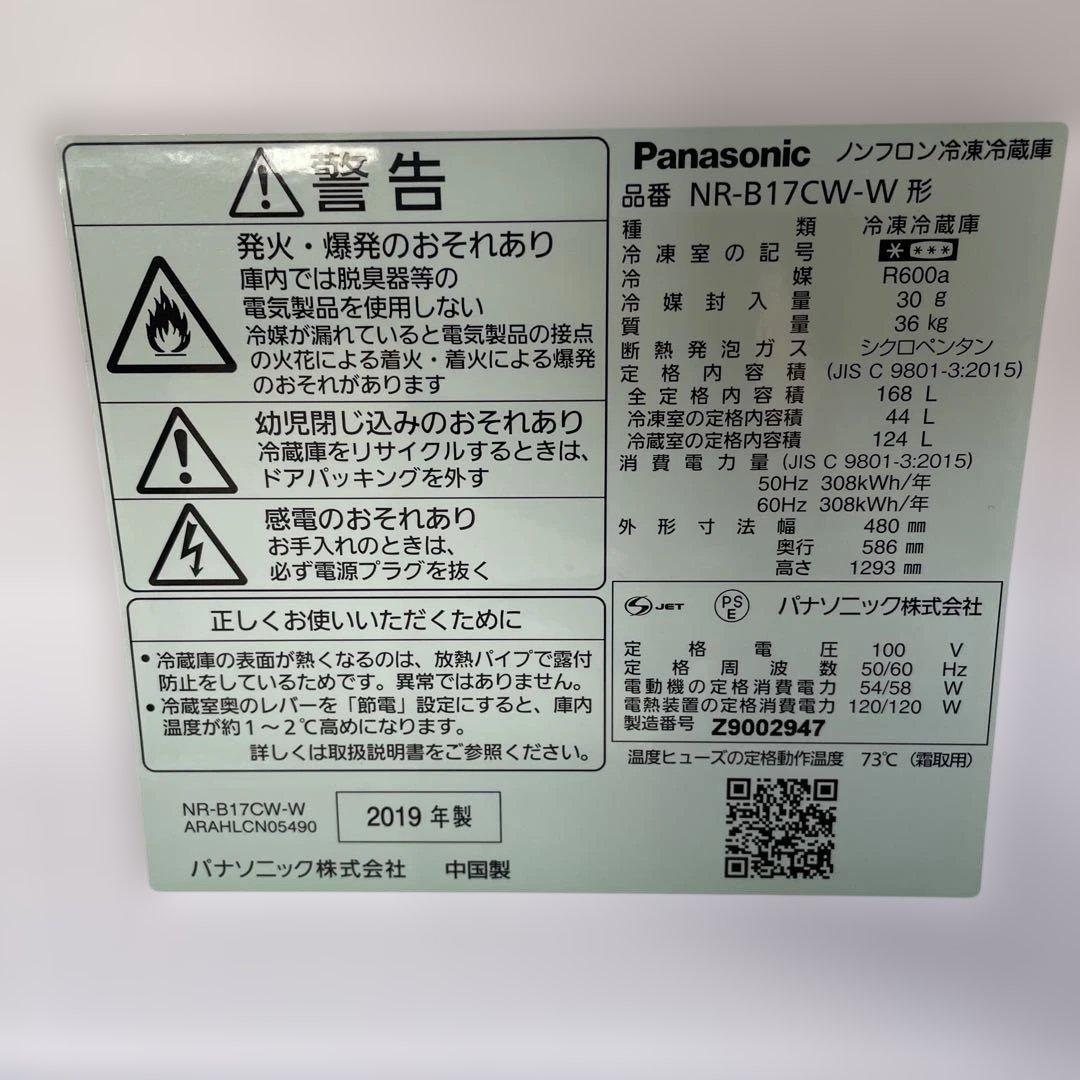 警告
発火・爆発のおそれあり
庫内では脱臭器等の
電気製品を使用しない
冷媒が漏れていると電気製品の接点
の火花による着火・着火による爆発
のおそれがあります
幼児閉じ込みのおそれあり
冷蔵庫をリサイクルするときは、
ドアパッキングを外す
感電のおそれあり
お手入れのときは、
必ず電源プラグを抜く
正しくお使いいただくために
•冷蔵庫の表面が熱くなるのは、放熱パイプで露付
防止をしているためです。異常ではありません。
•冷蔵室奥のレバーを「節電」設定にすると、庫内
温度が約1~2℃高めになります。
詳しくは取扱説明書をご参照ください。
NR-B17CW-W
ARAHLCN05490
2019 年製
パナソニック株式会社 中国製
Panasonic ノンフロン冷凍冷蔵庫
品番 NR-B17CW-W 形
種類 冷凍冷蔵庫
冷凍室の記号 * ***
冷媒 R600a
冷媒封入量 30 g
質量 36 kg
断熱発泡ガス シクロペンタン
定格内容積 (JIS C 9801-3:2015)
全定格内容積 168 L
冷凍室の定格内容積 44 L
冷蔵室の定格内容積 124 L
消費電力量 (JIS C 9801-3:2015)
50Hz 308kWh/年
60Hz 308kWh/年
外形寸法 幅 480 mm
奥行 586 mm
高さ 1293 mm
S JET PS E パナソニック株式会社
定格電圧 100 V
定格周波数 50/60 Hz
電動機の定格消費電力 54/58 W
電熱装置の定格消費電力 120/120 W
製造番号 Z9002947
温度ヒューズの定格動作温度 73℃ (霜取用)